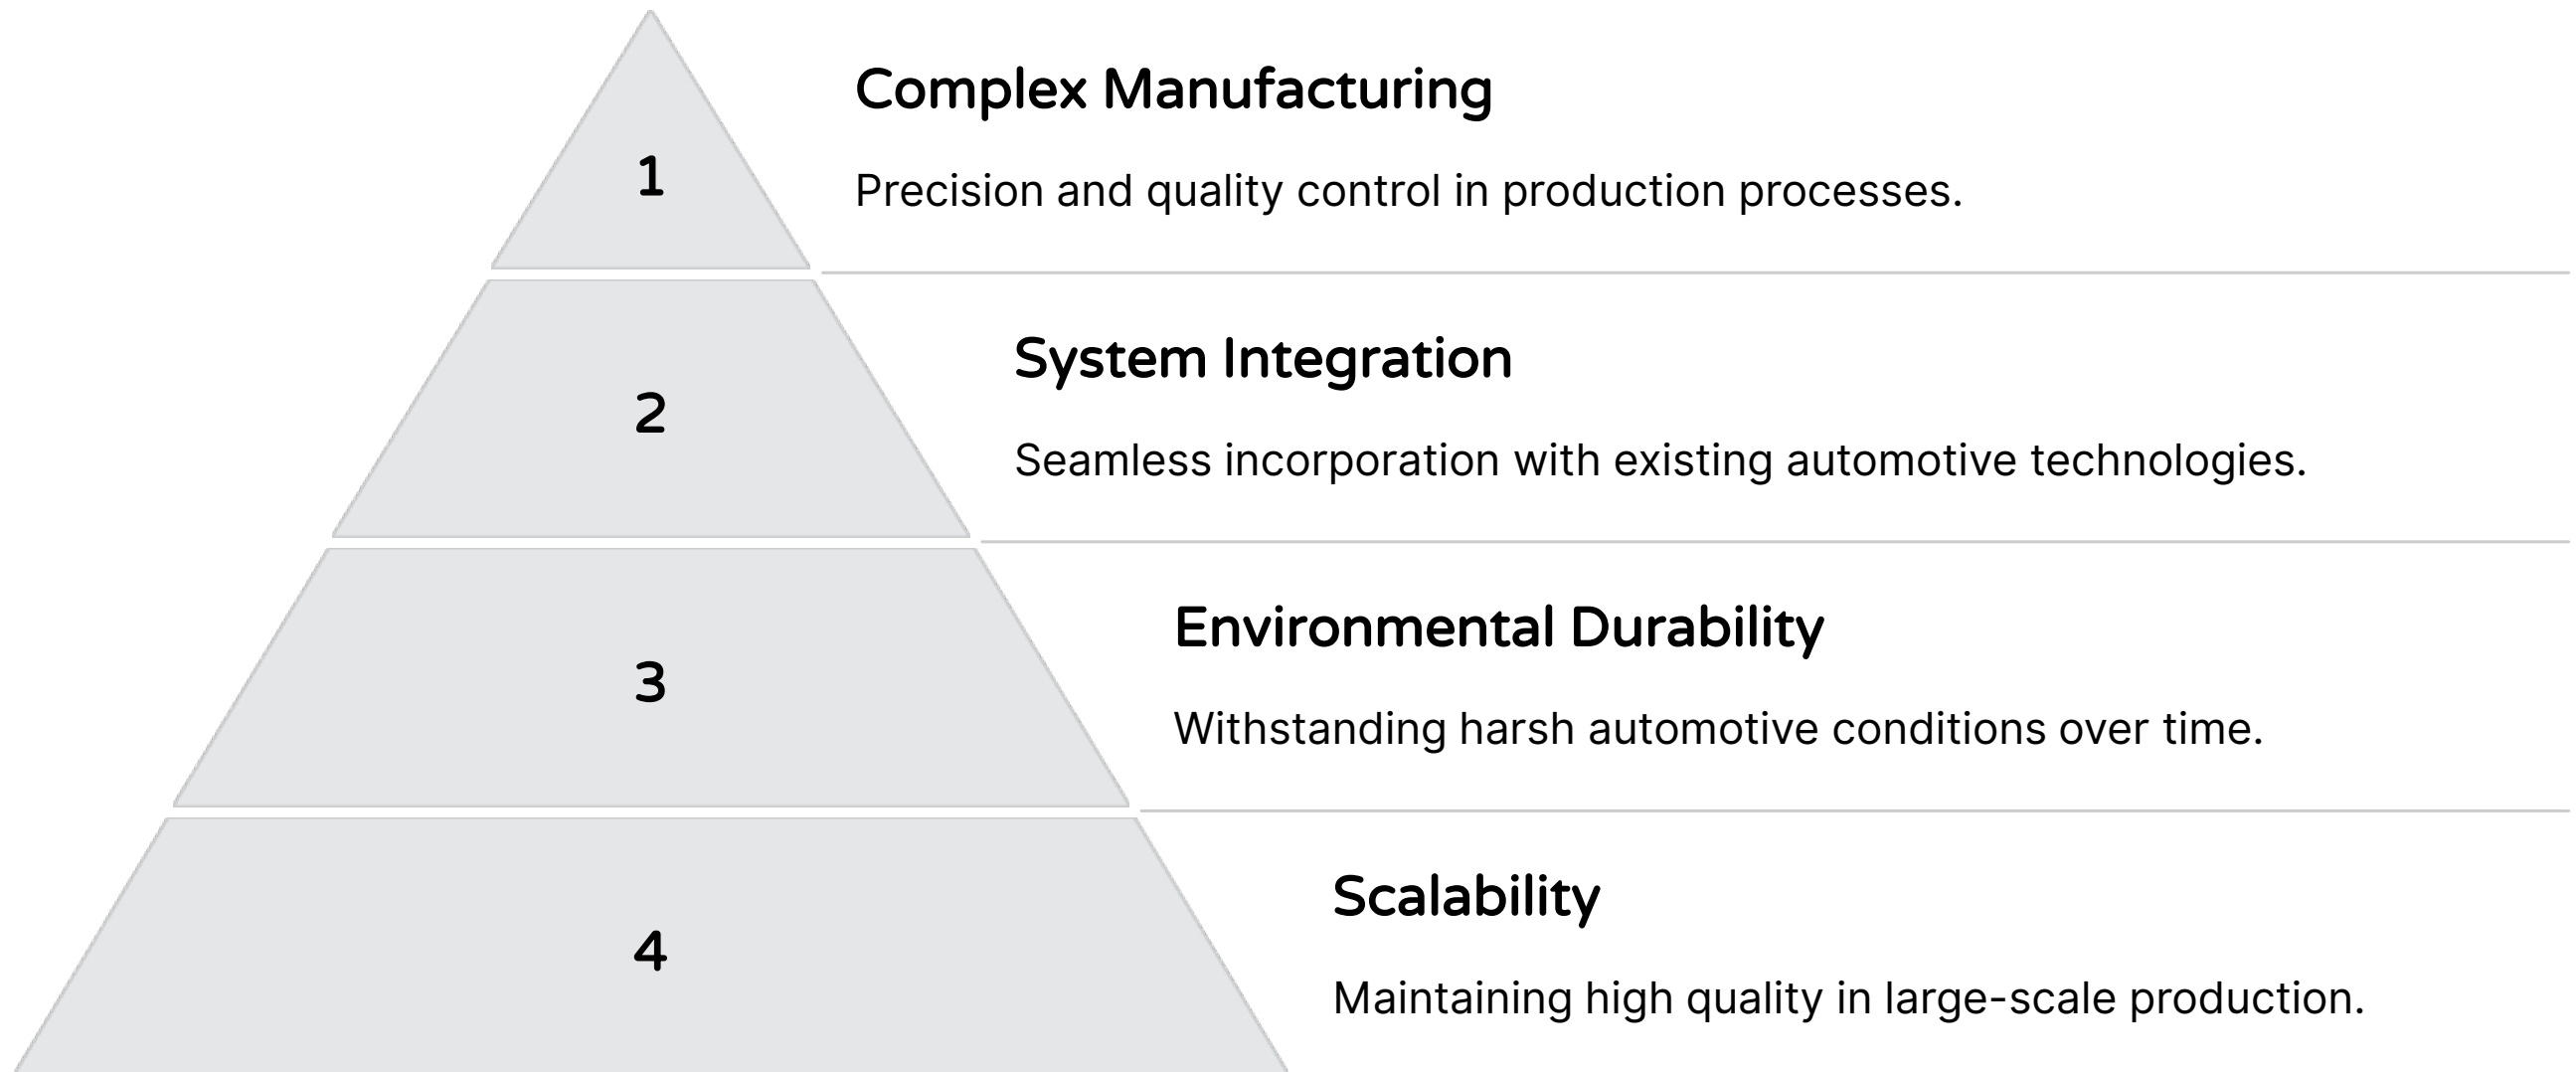 Complex Manufacturing
1
Precision and quality control in production processes.
System Integration
2
Seamless incorporation with existing automotive technologies.
Environmental Durability
3
Withstanding harsh automotive conditions over time.
Scalability
4
Maintaining high quality in large-scale production.